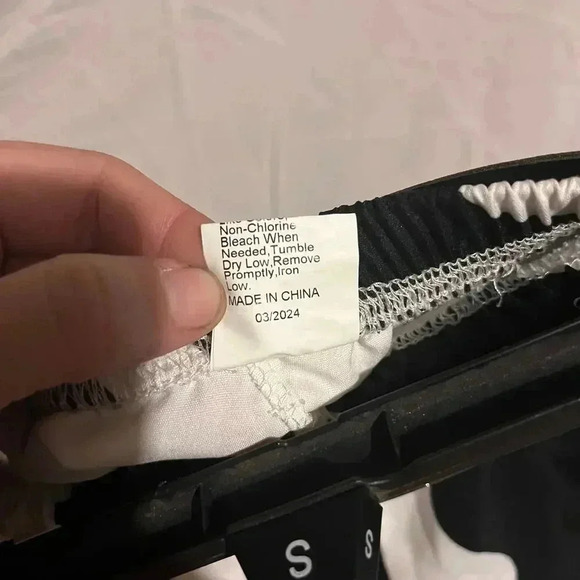 Non-Chlorine
Bleach When
Needed,Tumble
Dry Low,Remove
Promptly,Iron
Low.
MADE IN CHINA
03/2024
S
S